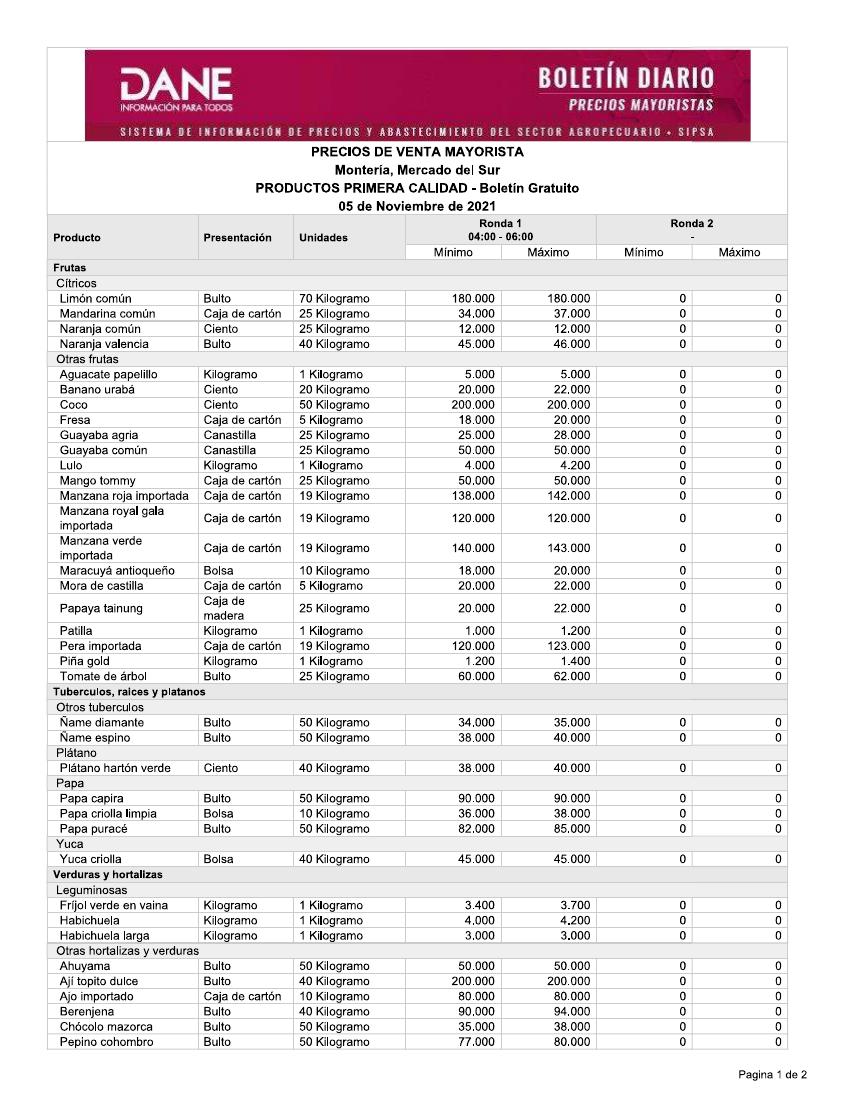 DANE
INFORMACIÓN PARA TODOS
BOLETÍN DIARIO
PRECIOS MAYORISTAS
SISTEMA DE INFORMACIÓN DE PRECIOS Y ABASTECIMIENTO DEL SECTOR AGROPECUARIO • SIPSA
PRECIOS DE VENTA MAYORISTA
Montería, Mercado del Sur
PRODUCTOS PRIMERA CALIDAD - Boletín Gratuito
05 de Noviembre de 2021
Producto Presentación Unidades Ronda 1 04:00 - 06:00 Ronda 2 -
Mínimo Máximo Mínimo Máximo
Frutas
Cítricos
Limón común Bulto 70 Kilogramo 180.000 180.000 0 0
Mandarina común Caja de cartón 25 Kilogramo 34.000 37.000 0 0
Naranja común Ciento 25 Kilogramo 12.000 12.000 0 0
Naranja valencia Bulto 40 Kilogramo 45.000 46.000 0 0
Otras frutas
Aguacate papelillo Kilogramo 1 Kilogramo 5.000 5.000 0 0
Banano urabá Ciento 20 Kilogramo 20.000 22.000 0 0
Coco Ciento 50 Kilogramo 200.000 200.000 0 0
Fresa Caja de cartón 5 Kilogramo 18.000 20.000 0 0
Guayaba agria Canastilla 25 Kilogramo 25.000 28.000 0 0
Guayaba común Canastilla 25 Kilogramo 50.000 50.000 0 0
Lulo Kilogramo 1 Kilogramo 4.000 4.200 0 0
Mango tommy Caja de cartón 25 Kilogramo 50.000 50.000 0 0
Manzana roja importada Caja de cartón 19 Kilogramo 138.000 142.000 0 0
Manzana royal gala importada Caja de cartón 19 Kilogramo 120.000 120.000 0 0
Manzana verde importada Caja de cartón 19 Kilogramo 140.000 143.000 0 0
Maracuyá antioqueño Bolsa 10 Kilogramo 18.000 20.000 0 0
Mora de castilla Caja de cartón 5 Kilogramo 20.000 22.000 0 0
Papaya tainung Caja de madera 25 Kilogramo 20.000 22.000 0 0
Patilla Kilogramo 1 Kilogramo 1.000 1.200 0 0
Pera importada Caja de cartón 19 Kilogramo 120.000 123.000 0 0
Piña gold Kilogramo 1 Kilogramo 1.200 1.400 0 0
Tomate de árbol Bulto 25 Kilogramo 60.000 62.000 0 0
Tuberculos, raices y platanos
Otros tuberculos
Ñame diamante Bulto 50 Kilogramo 34.000 35.000 0 0
Ñame espino Bulto 50 Kilogramo 38.000 40.000 0 0
Plátano
Plátano hartón verde Ciento 40 Kilogramo 38.000 40.000 0 0
Papa
Papa capira Bulto 50 Kilogramo 90.000 90.000 0 0
Papa criolla limpia Bolsa 10 Kilogramo 36.000 38.000 0 0
Papa puracé Bulto 50 Kilogramo 82.000 85.000 0 0
Yuca
Yuca criolla Bolsa 40 Kilogramo 45.000 45.000 0 0
Verduras y hortalizas
Leguminosas
Fríjol verde en vaina Kilogramo 1 Kilogramo 3.400 3.700 0 0
Habichuela Kilogramo 1 Kilogramo 4.000 4.200 0 0
Habichuela larga Kilogramo 1 Kilogramo 3.000 3.000 0 0
Otras hortalizas y verduras
Ahuyama Bulto 50 Kilogramo 50.000 50.000 0 0
Ají topito dulce Bulto 40 Kilogramo 200.000 200.000 0 0
Ajo importado Caja de cartón 10 Kilogramo 80.000 80.000 0 0
Berenjena Bulto 40 Kilogramo 90.000 94.000 0 0
Chócolo mazorca Bulto 50 Kilogramo 35.000 38.000 0 0
Pepino cohombro Bulto 50 Kilogramo 77.000 80.000 0 0
Pagina 1 de 2